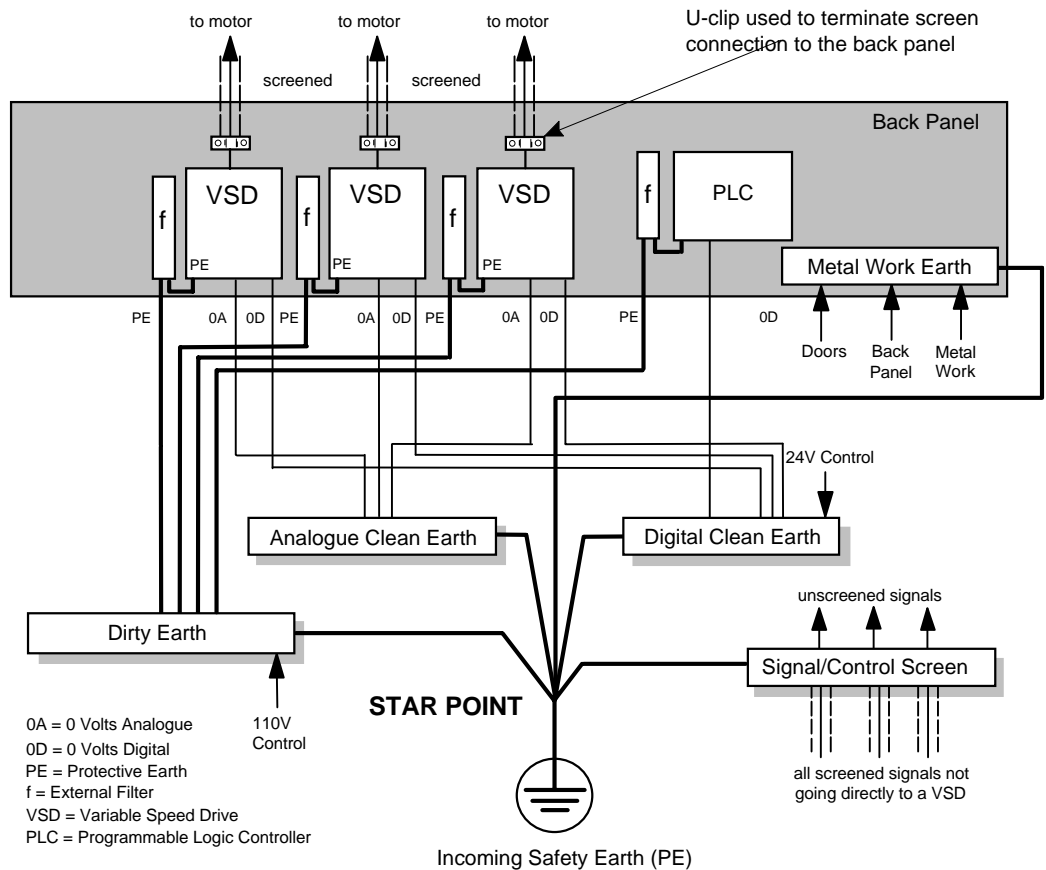 to motor
to motor
to motor
U-clip used to terminate screen
connection to the back panel
screened
screened
Back Panel
f
VSD
PE
f
VSD
PE
f
VSD
PE
f
PLC
Metal Work Earth
PE
0A
0D
PE
0A
0D
PE
0A
0D
PE
0D
Doors
Back
Panel
Metal
Work
24V Control
Analogue Clean Earth
Digital Clean Earth
Dirty Earth
unscreened signals
Signal/Control Screen
STAR POINT
110V
Control
all screened signals not
going directly to a VSD
0A = 0 Volts Analogue
0D = 0 Volts Digital
PE = Protective Earth
f = External Filter
VSD = Variable Speed Drive
PLC = Programmable Logic Controller
Incoming Safety Earth (PE)